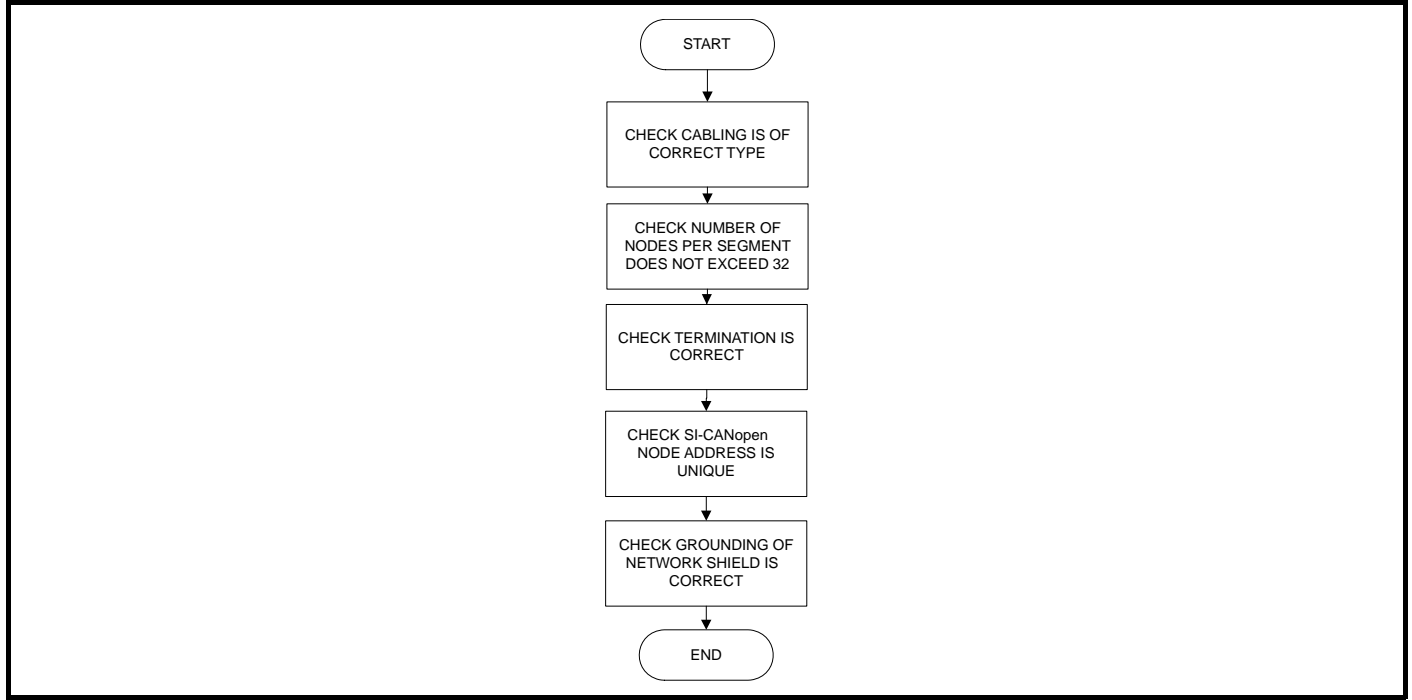 START
CHECK CABLING IS OF
CORRECT TYPE
CHECK NUMBER OF
NODES PER SEGMENT
DOES NOT EXCEED 32
CHECK TERMINATION IS
CORRECT
CHECK SI-CANopen
NODE ADDRESS IS
UNIQUE
CHECK GROUNDING OF
NETWORK SHIELD IS
CORRECT
END